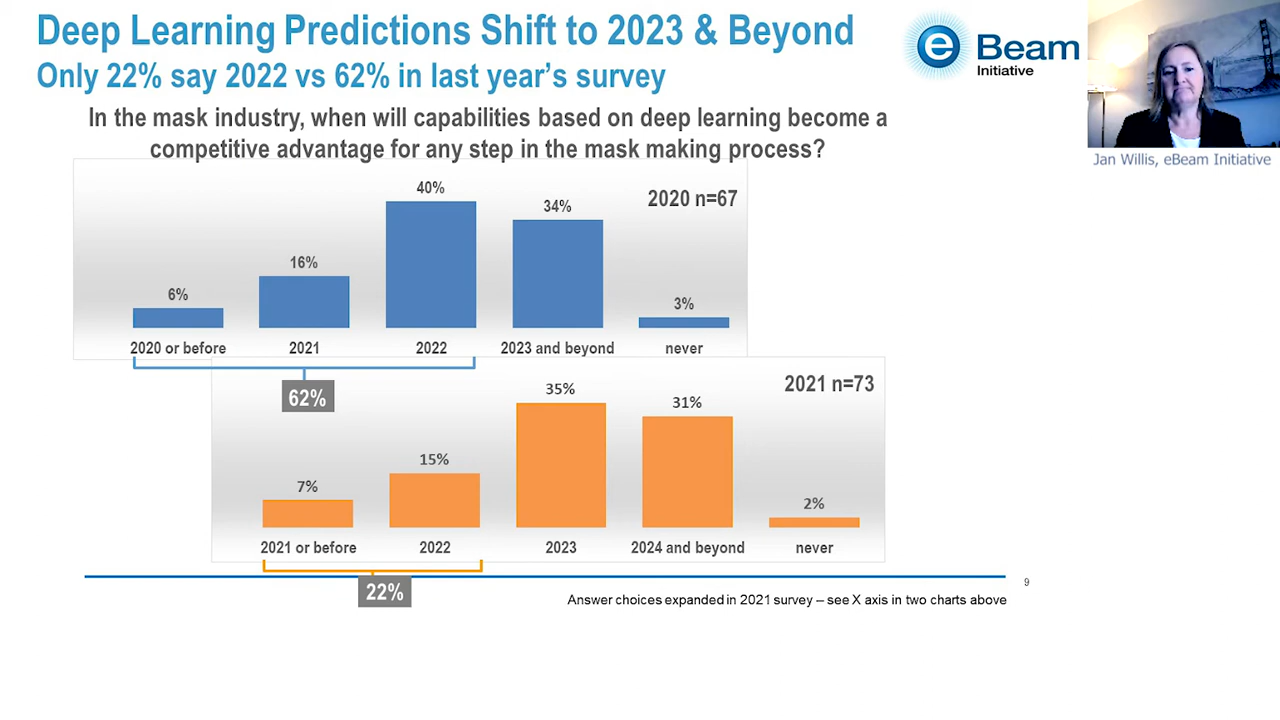 Deep Learning Predictions Shift to 2023 & Beyond
Only 22% say 2022 vs 62% in last year's survey
e Beam
Initiative
Jan Willis, eBeam Initiative
In the mask industry, when will capabilities based on deep learning become a
competitive advantage for any step in the mask making process?
2020 n=67
6%
16%
40%
34%
3%
2020 or before
2021
2022
2023 and beyond
never
62%
2021 n=73
7%
15%
35%
31%
2%
2021 or before
2022
2023
2024 and beyond
never
22%
9
Answer choices expanded in 2021 survey – see X axis in two charts above